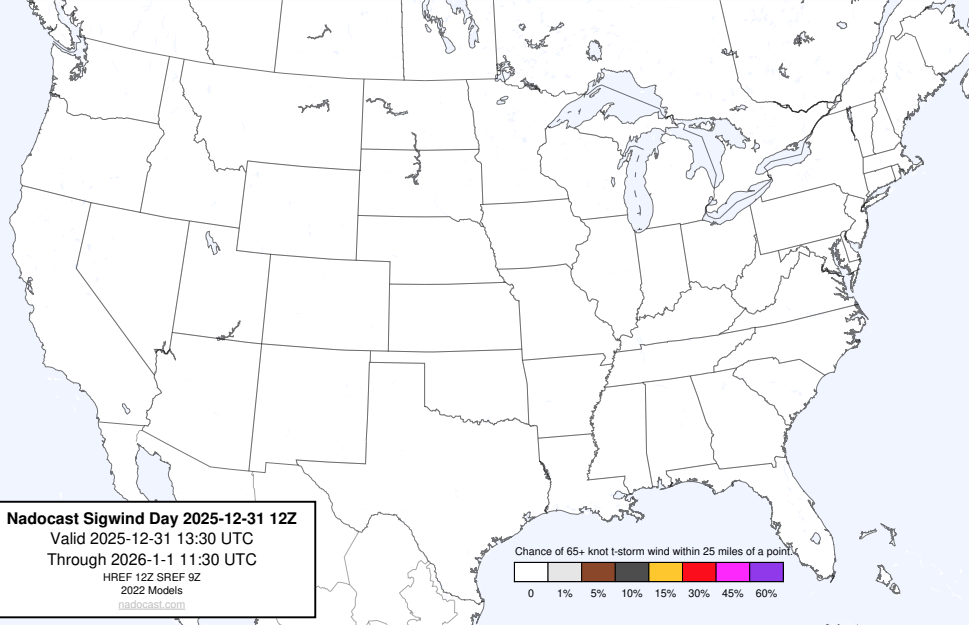 Nadocast Sigwind Day 2025-12-31 12Z
Valid 2025-12-31 13:30 UTC
Through 2026-1-1 11:30 UTC
HREF 12Z SREF 9Z
2022 Models
nadocast.com
Chance of 65+ knot t-storm wind within 25 miles of a point.
0 1% 5% 10% 15% 30% 45% 60%